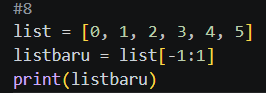 #8
list = [0, 1, 2, 3, 4, 5]
listbaru = list[-1:1]
print(listbaru)